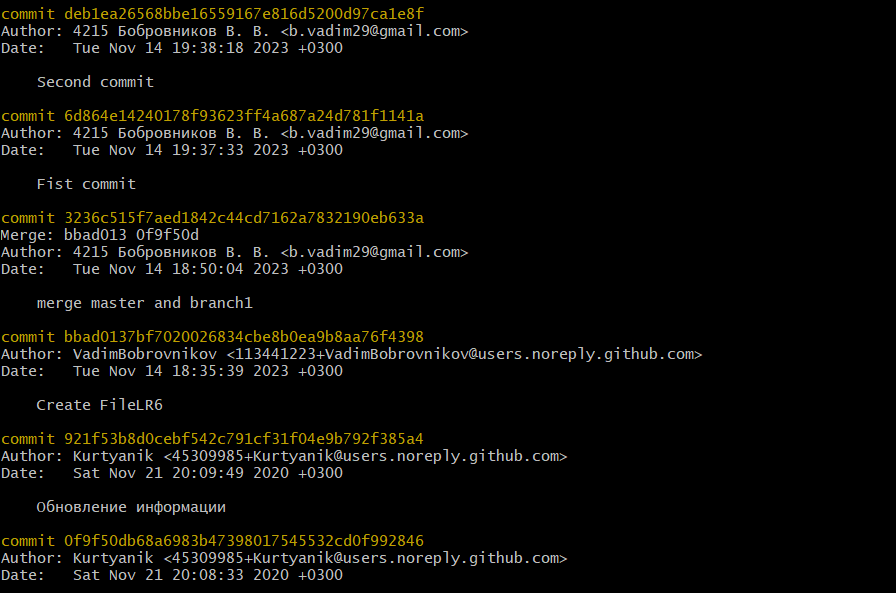 commit deb1ea26568bbe16559167e816d5200d97ca1e8f
Author: 4215 Бобровников В. В. <b.vadim29@gmail.com>
Date:   Tue Nov 14 19:38:18 2023 +0300
Second commit
commit 6d864e14240178f93623ff4a687a24d781f1141a
Author: 4215 Бобровников В. В. <b.vadim29@gmail.com>
Date:   Tue Nov 14 19:37:33 2023 +0300
Fist commit
commit 3236c515f7aed1842c44cd7162a7832190eb633a
Merge: bbad013 0f9f50d
Author: 4215 Бобровников В. В. <b.vadim29@gmail.com>
Date:   Tue Nov 14 18:50:04 2023 +0300
merge master and branch1
commit bbad0137bf7020026834cbe8b0ea9b8aa76f4398
Author: VadimBobrovnikov <113441223+VadimBobrovnikov@users.noreply.github.com>
Date:   Tue Nov 14 18:35:39 2023 +0300
Create FileLR6
commit 921f53b8d0cebf542c791cf31f04e9b792f385a4
Author: Kurtyanik <45309985+Kurtyanik@users.noreply.github.com>
Date:   Sat Nov 21 20:09:49 2020 +0300
Обновление информации
commit 0f9f50db68a6983b47398017545532cd0f992846
Author: Kurtyanik <45309985+Kurtyanik@users.noreply.github.com>
Date:   Sat Nov 21 20:08:33 2020 +0300